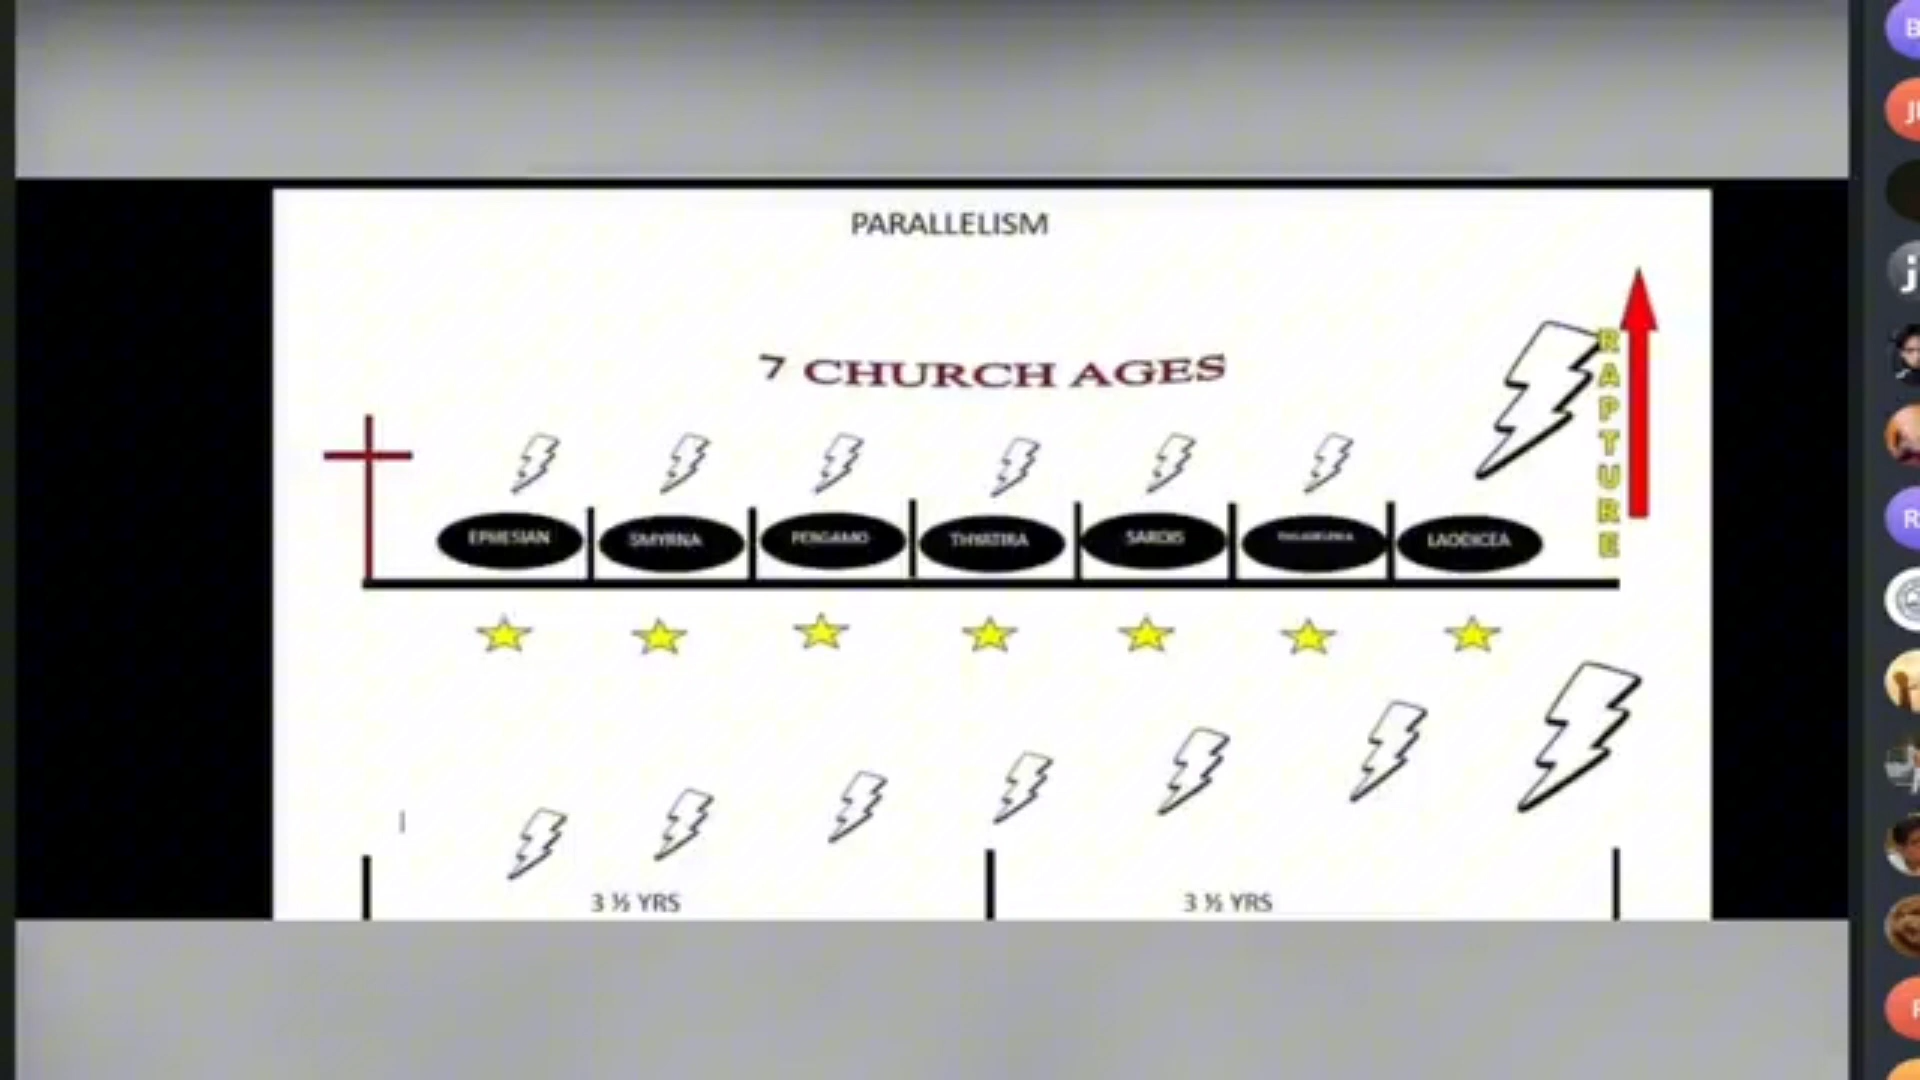 PARALLELISM
7 CHURCH AGES
RAPTURE
EPHESIAN
SMYRNA
PERGAMO
THYATIRA
SARDIS
PHILADELPHIA
LAODICEA
3 ½ YRS
3 ½ YRS
B
j
R